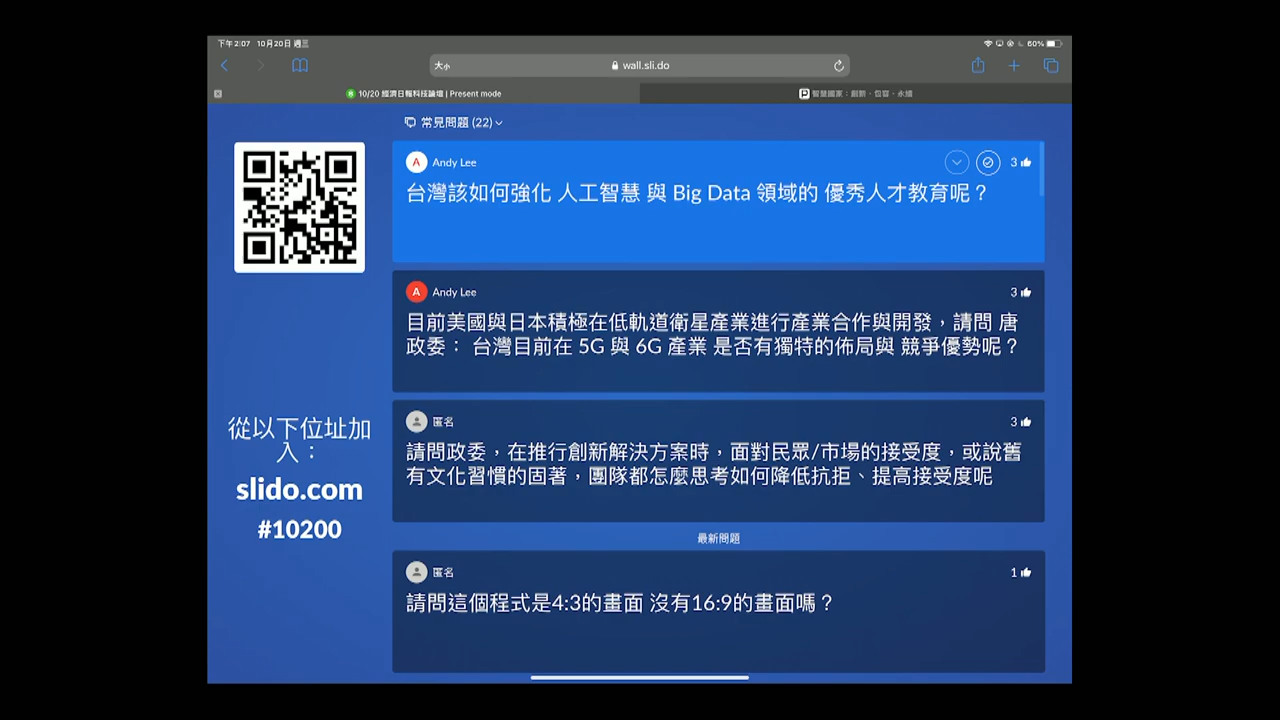 下午2:07 10月20日 週三
60%
大小
wall.sli.do
10/20 經濟日報科技論壇 | Present mode
智慧國家：創新、包容、永續
常見問題 (22)
A Andy Lee
3
台灣該如何強化 人工智慧 與 Big Data 領域的 優秀人才教育呢？
A Andy Lee
3
目前美國與日本積極在低軌道衛星產業進行產業合作與開發，請問 唐
政委： 台灣目前在 5G 與 6G 產業 是否有獨特的佈局與 競爭優勢呢？
匿名
3
請問政委，在推行創新解決方案時，面對民眾/市場的接受度，或說舊
有文化習慣的固著，團隊都怎麼思考如何降低抗拒、提高接受度呢
從以下位址加
入：
slido.com
#10200
最新問題
匿名
1
請問這個程式是4:3的畫面 沒有16:9的畫面嗎？